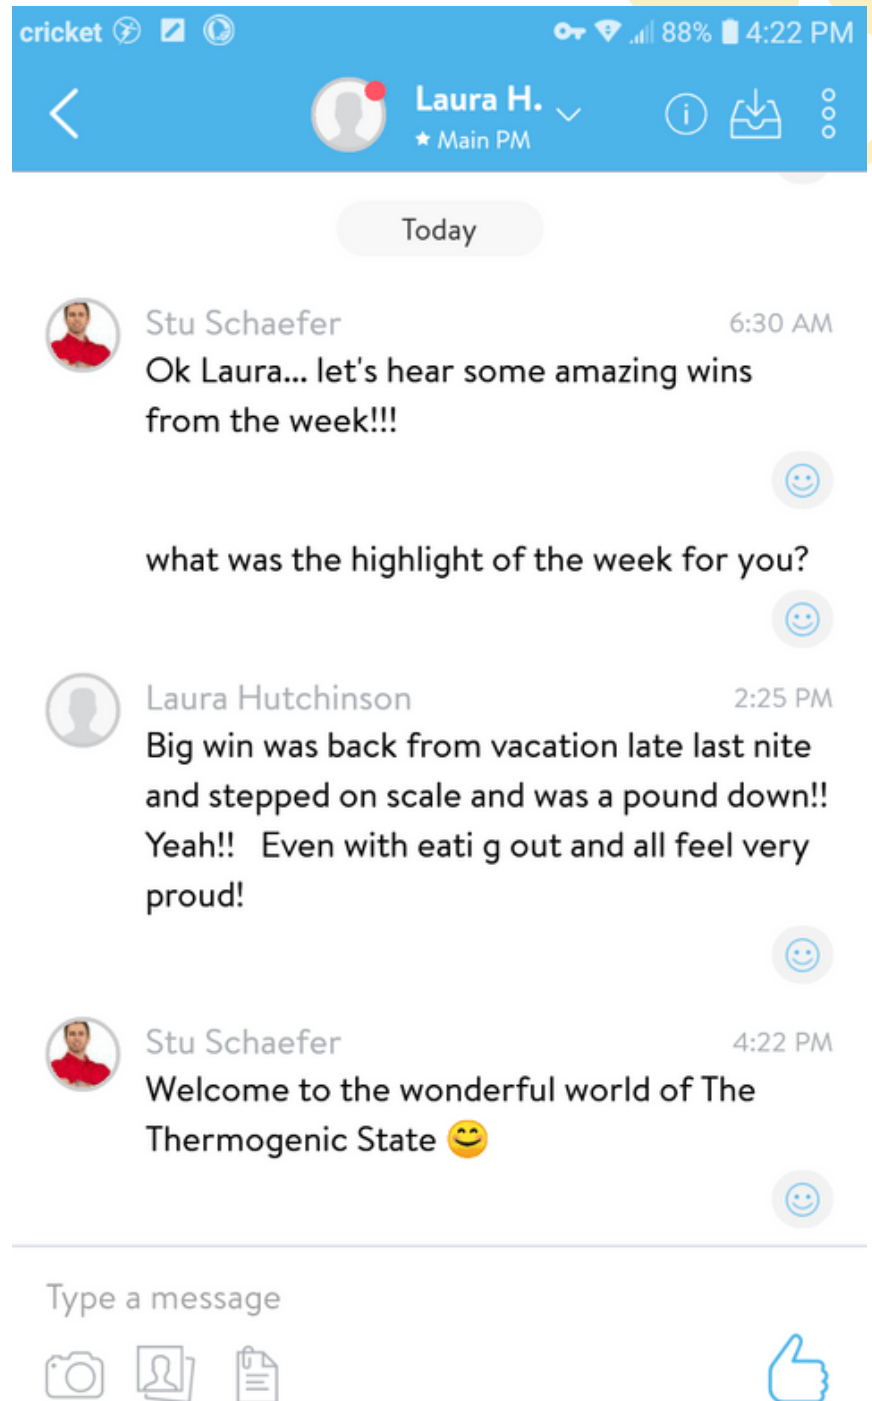 cricket 88% 4:22 PM
Laura H.
★ Main PM
Today
Stu Schaefer 6:30 AM
Ok Laura... let's hear some amazing wins
from the week!!!
what was the highlight of the week for you?
Laura Hutchinson 2:25 PM
Big win was back from vacation late last nite
and stepped on scale and was a pound down!!
Yeah!! Even with eati g out and all feel very
proud!
Stu Schaefer 4:22 PM
Welcome to the wonderful world of The
Thermogenic State 😊
Type a message